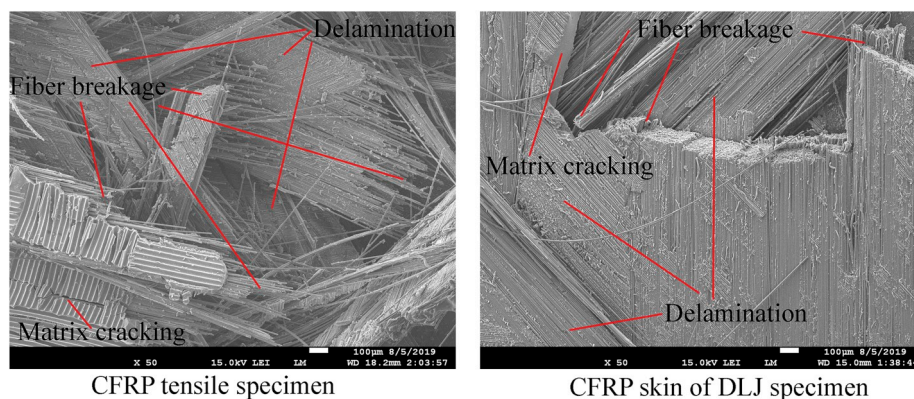 Delamination
Fiber breakage
Matrix cracking
100μm 8/5/2019
X 50 15.0kV LEI LM WD 18.2mm 2:03:57
CFRP tensile specimen
Fiber breakage
Matrix cracking
Delamination
100μm 8/5/2019
X 50 15.0kV LEI LM WD 15.0mm 1:38:4
CFRP skin of DLJ specimen